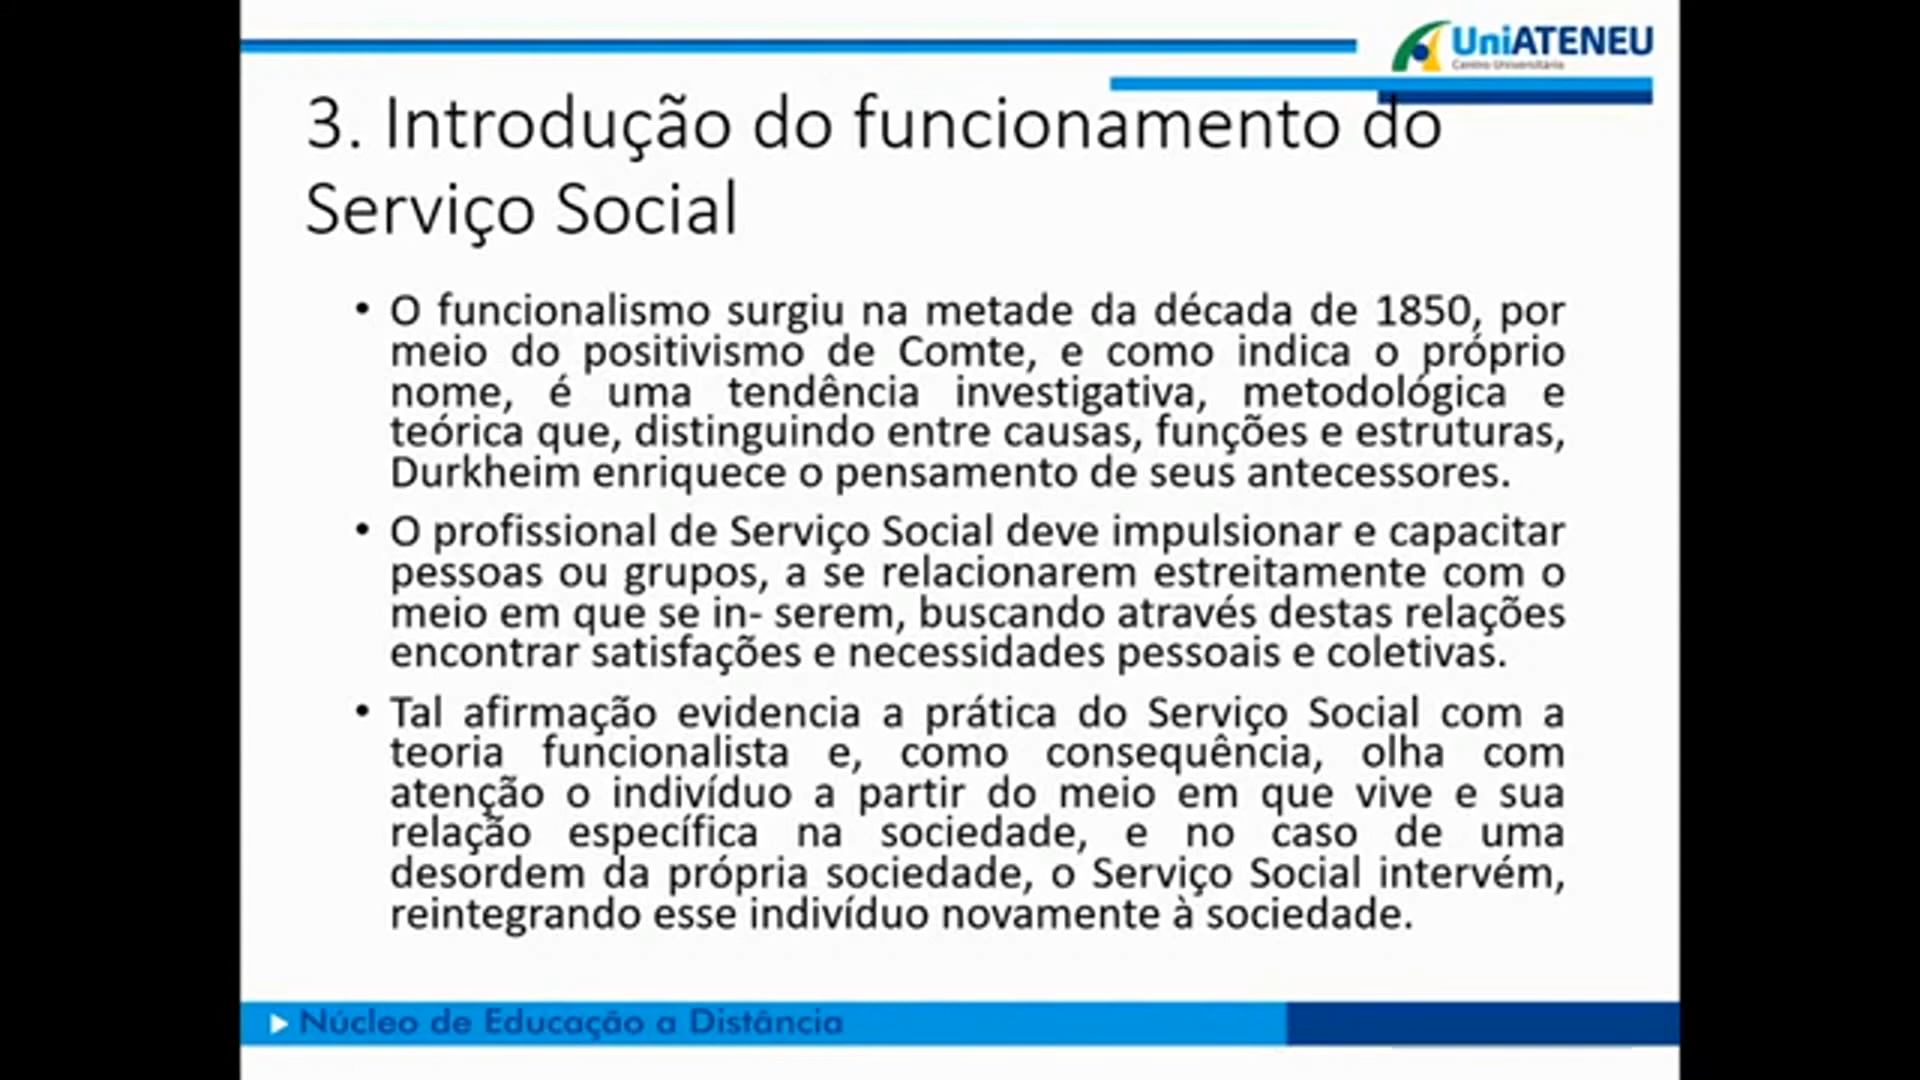 UniATENEU
Centro Universitário
3. Introdução do funcionamento do
Serviço Social
• O funcionalismo surgiu na metade da década de 1850, por
meio do positivismo de Comte, e como indica o próprio
nome, é uma tendência investigativa, metodológica e
teórica que, distinguindo entre causas, funções e estruturas,
Durkheim enriquece o pensamento de seus antecessores.
• O profissional de Serviço Social deve impulsionar e capacitar
pessoas ou grupos, a se relacionarem estreitamente com o
meio em que se in- serem, buscando através destas relações
encontrar satisfações e necessidades pessoais e coletivas.
• Tal afirmação evidencia a prática do Serviço Social com a
teoria funcionalista e, como consequência, olha com
atenção o indivíduo a partir do meio em que vive e sua
relação específica na sociedade, e no caso de uma
desordem da própria sociedade, o Serviço Social intervém,
reintegrando esse indivíduo novamente à sociedade.
Núcleo de Educação a Distância